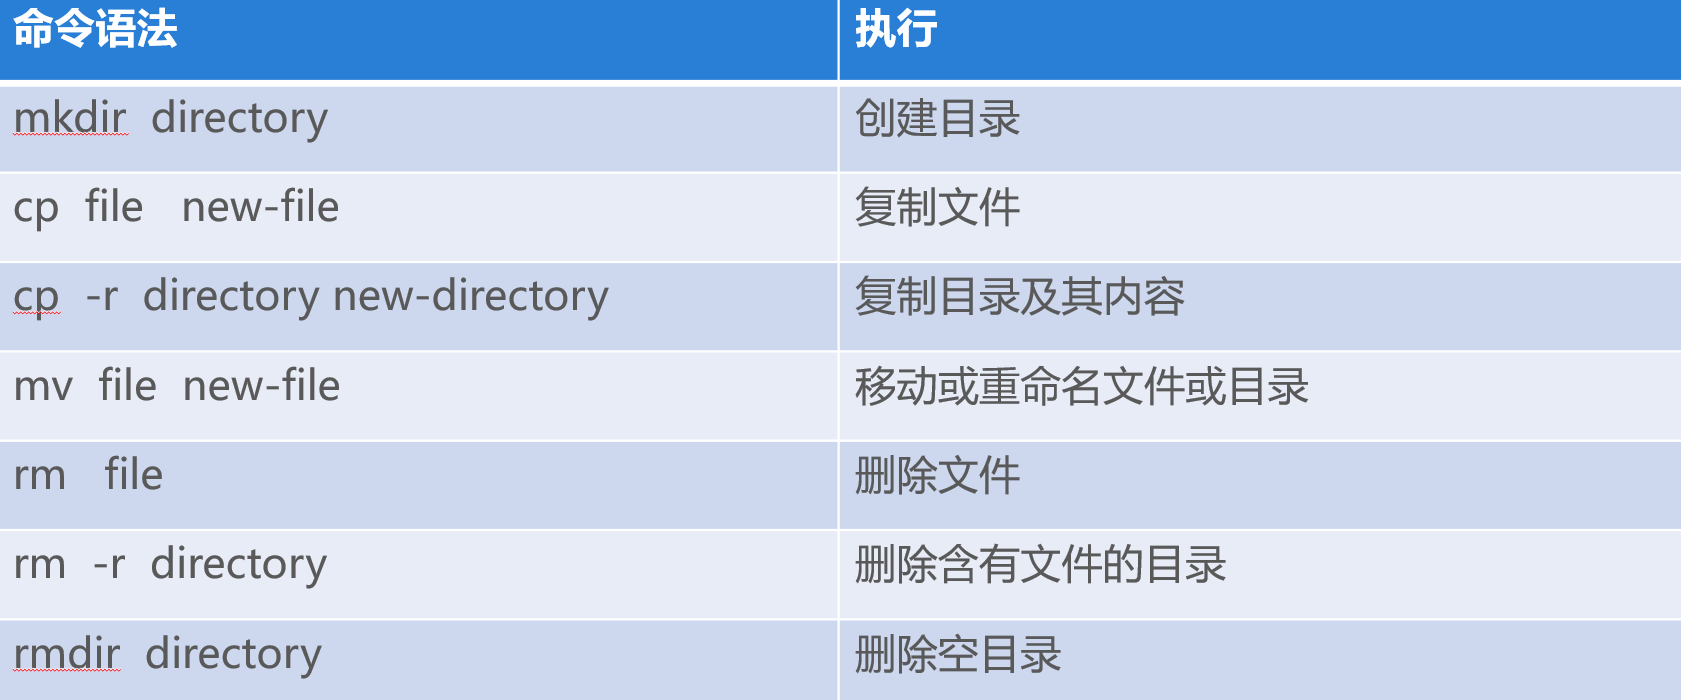 命令语法 执行
mkdir directory 创建目录
cp file new-file 复制文件
cp -r directory new-directory 复制目录及其内容
mv file new-file 移动或重命名文件或目录
rm file 删除文件
rm -r directory 删除含有文件的目录
rmdir directory 删除空目录